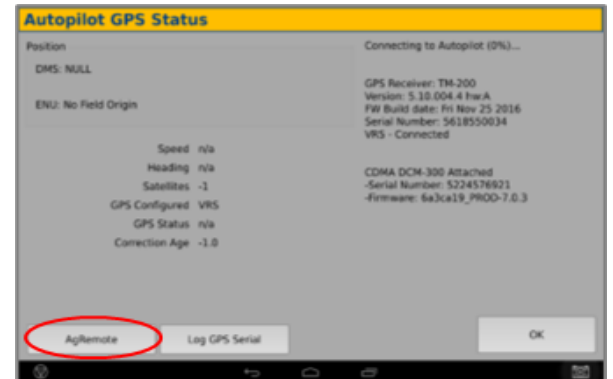 Autopilot GPS Status
Position
DMS: NULL
ENU: No Field Origin
Speed n/a
Heading n/a
Satellites -1
GPS Configured VRS
GPS Status n/a
Correction Age -1.0
Connecting to Autopilot (0%)...
GPS Receiver: TM-200
Version: 5.10.004.4 hw:A
FW Build date: Fri Nov 25 2016
Serial Number: 5618550034
VRS - Connected
CDMA DCM-300 Attached
-Serial Number: 5224576921
-Firmware: 6a3ca19_PROD-7.0.3
AgRemote
Log GPS Serial
OK